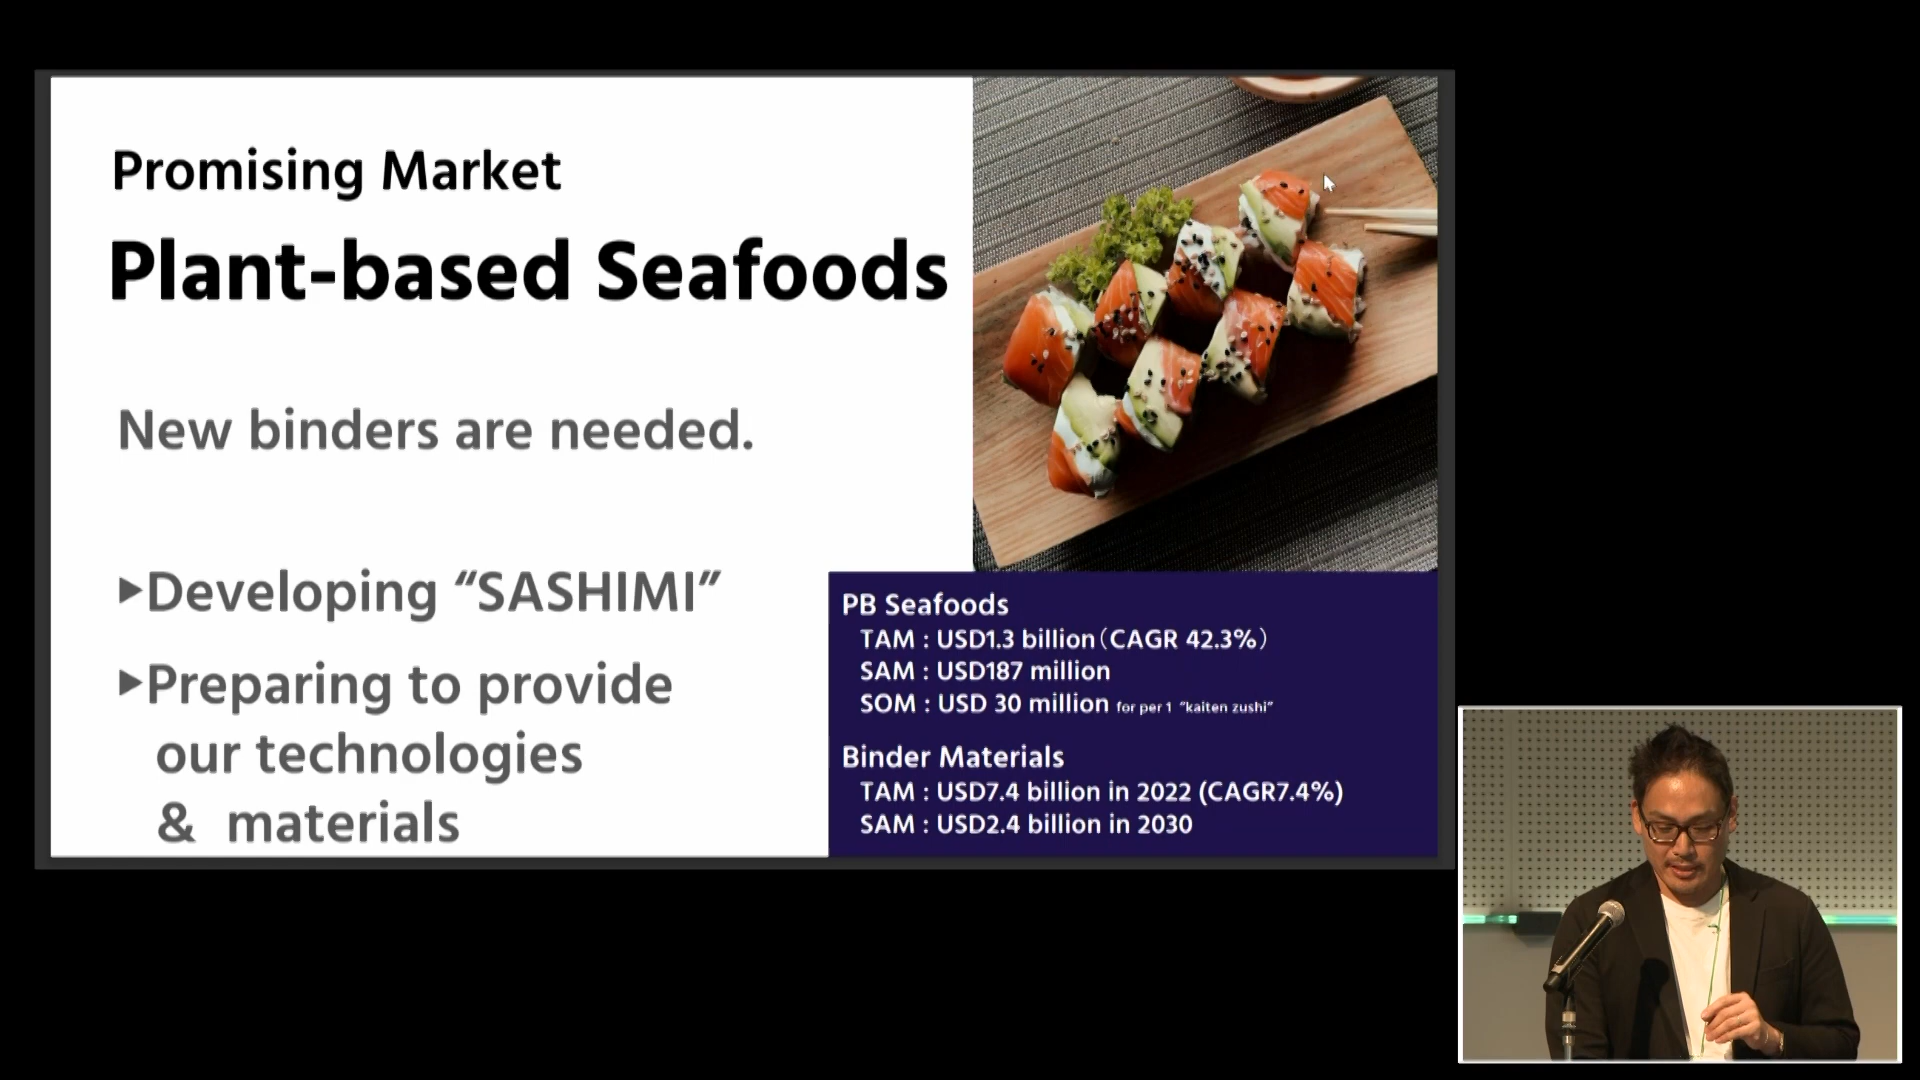 Promising Market
Plant-based Seafoods
New binders are needed.
▶Developing “SASHIMI”
▶Preparing to provide
our technologies
& materials
PB Seafoods
TAM : USD1.3 billion（CAGR 42.3%）
SAM : USD187 million
SOM : USD 30 million for per 1 “kaiten zushi”
Binder Materials
TAM : USD7.4 billion in 2022 (CAGR7.4%)
SAM : USD2.4 billion in 2030